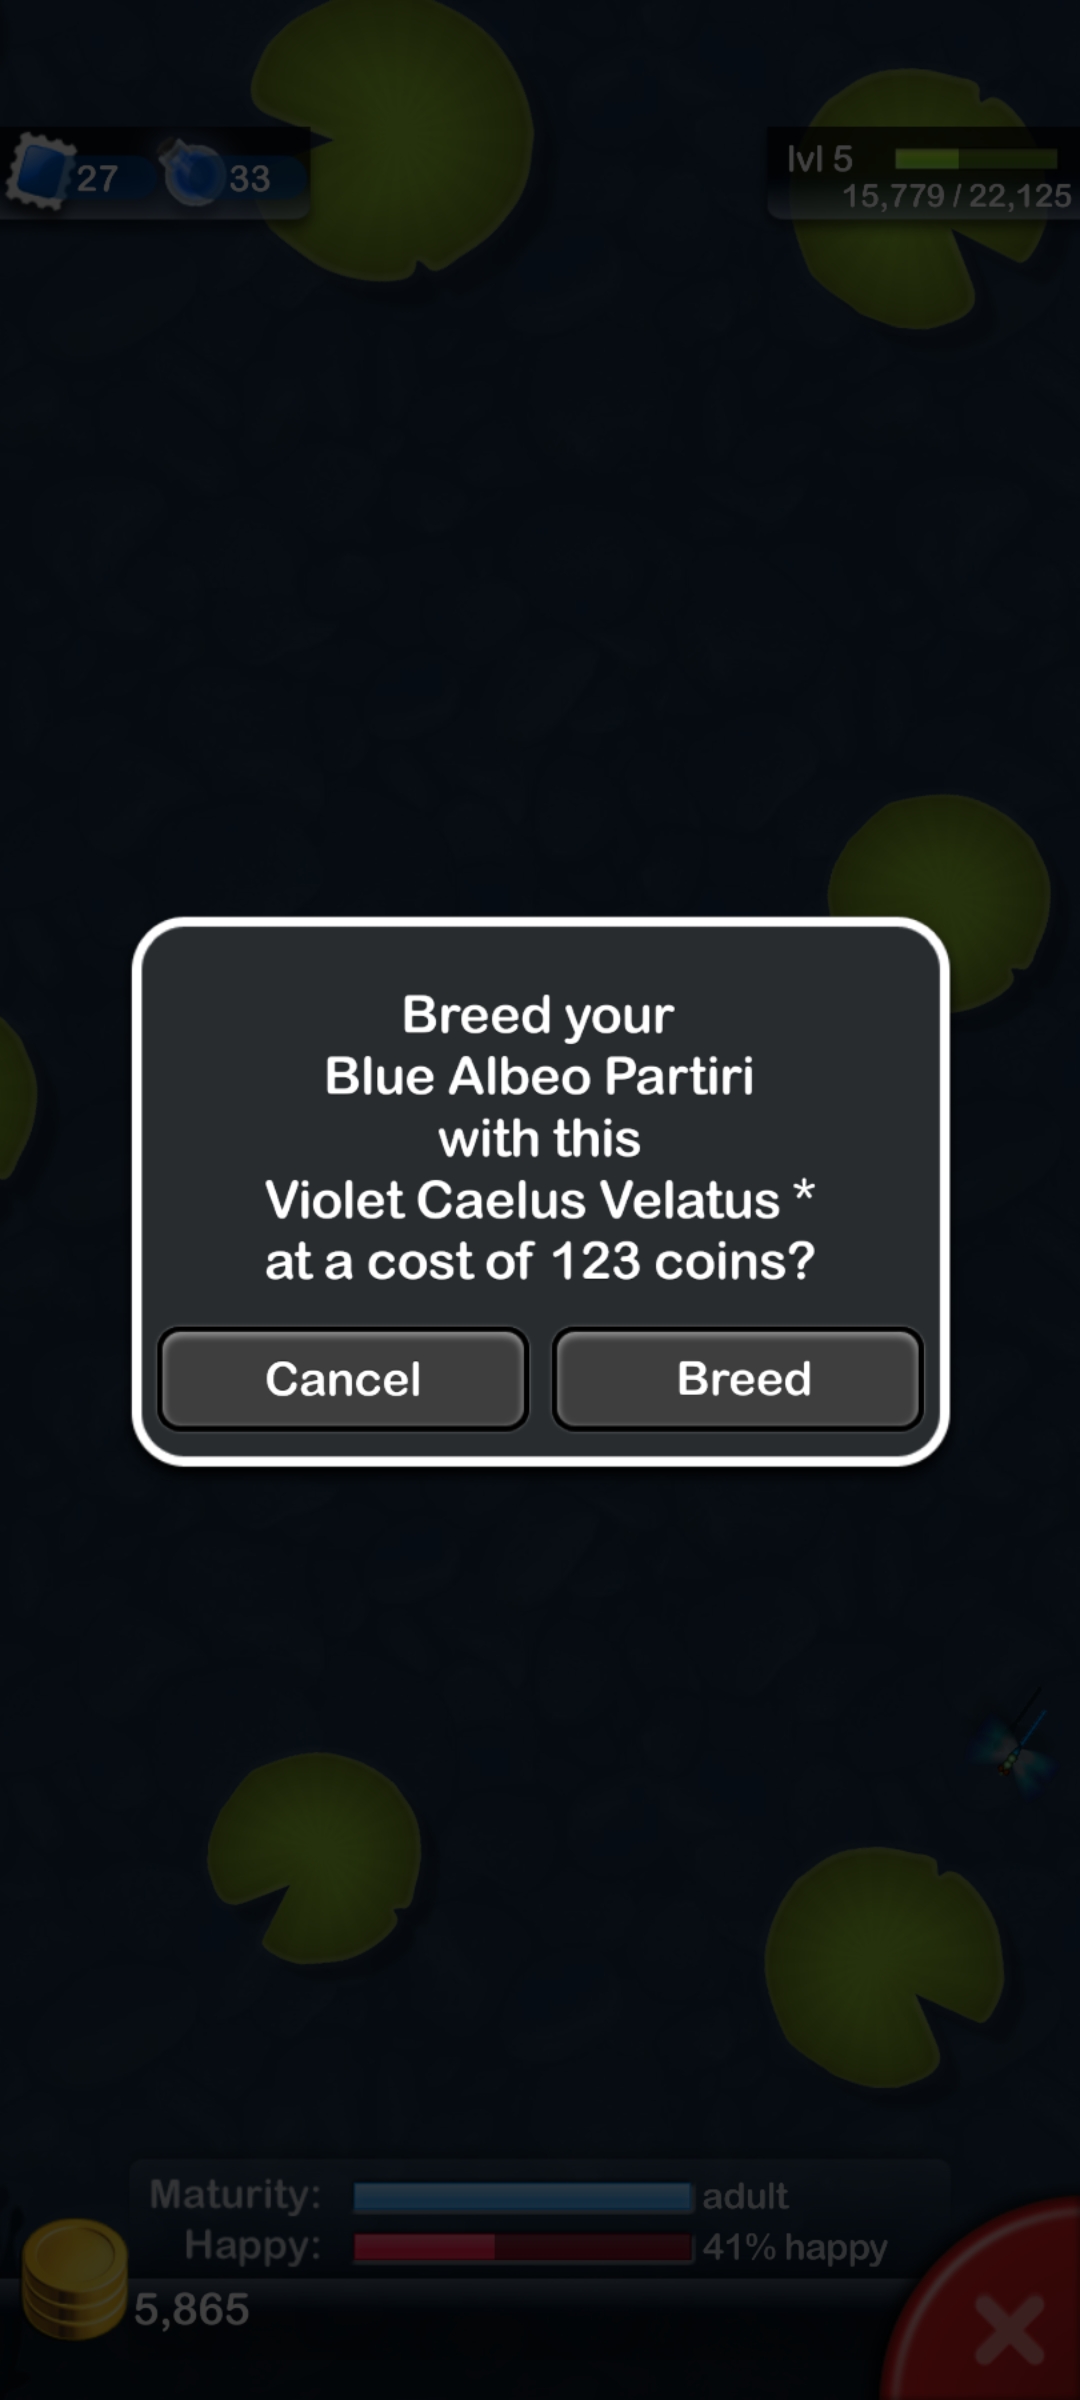 27
33
lvl 5
15,779 / 22,125
Breed your
Blue Albeo Partiri
with this
Violet Caelus Velatus *
at a cost of 123 coins?
Cancel
Breed
Maturity: adult
Happy: 41% happy
5,865